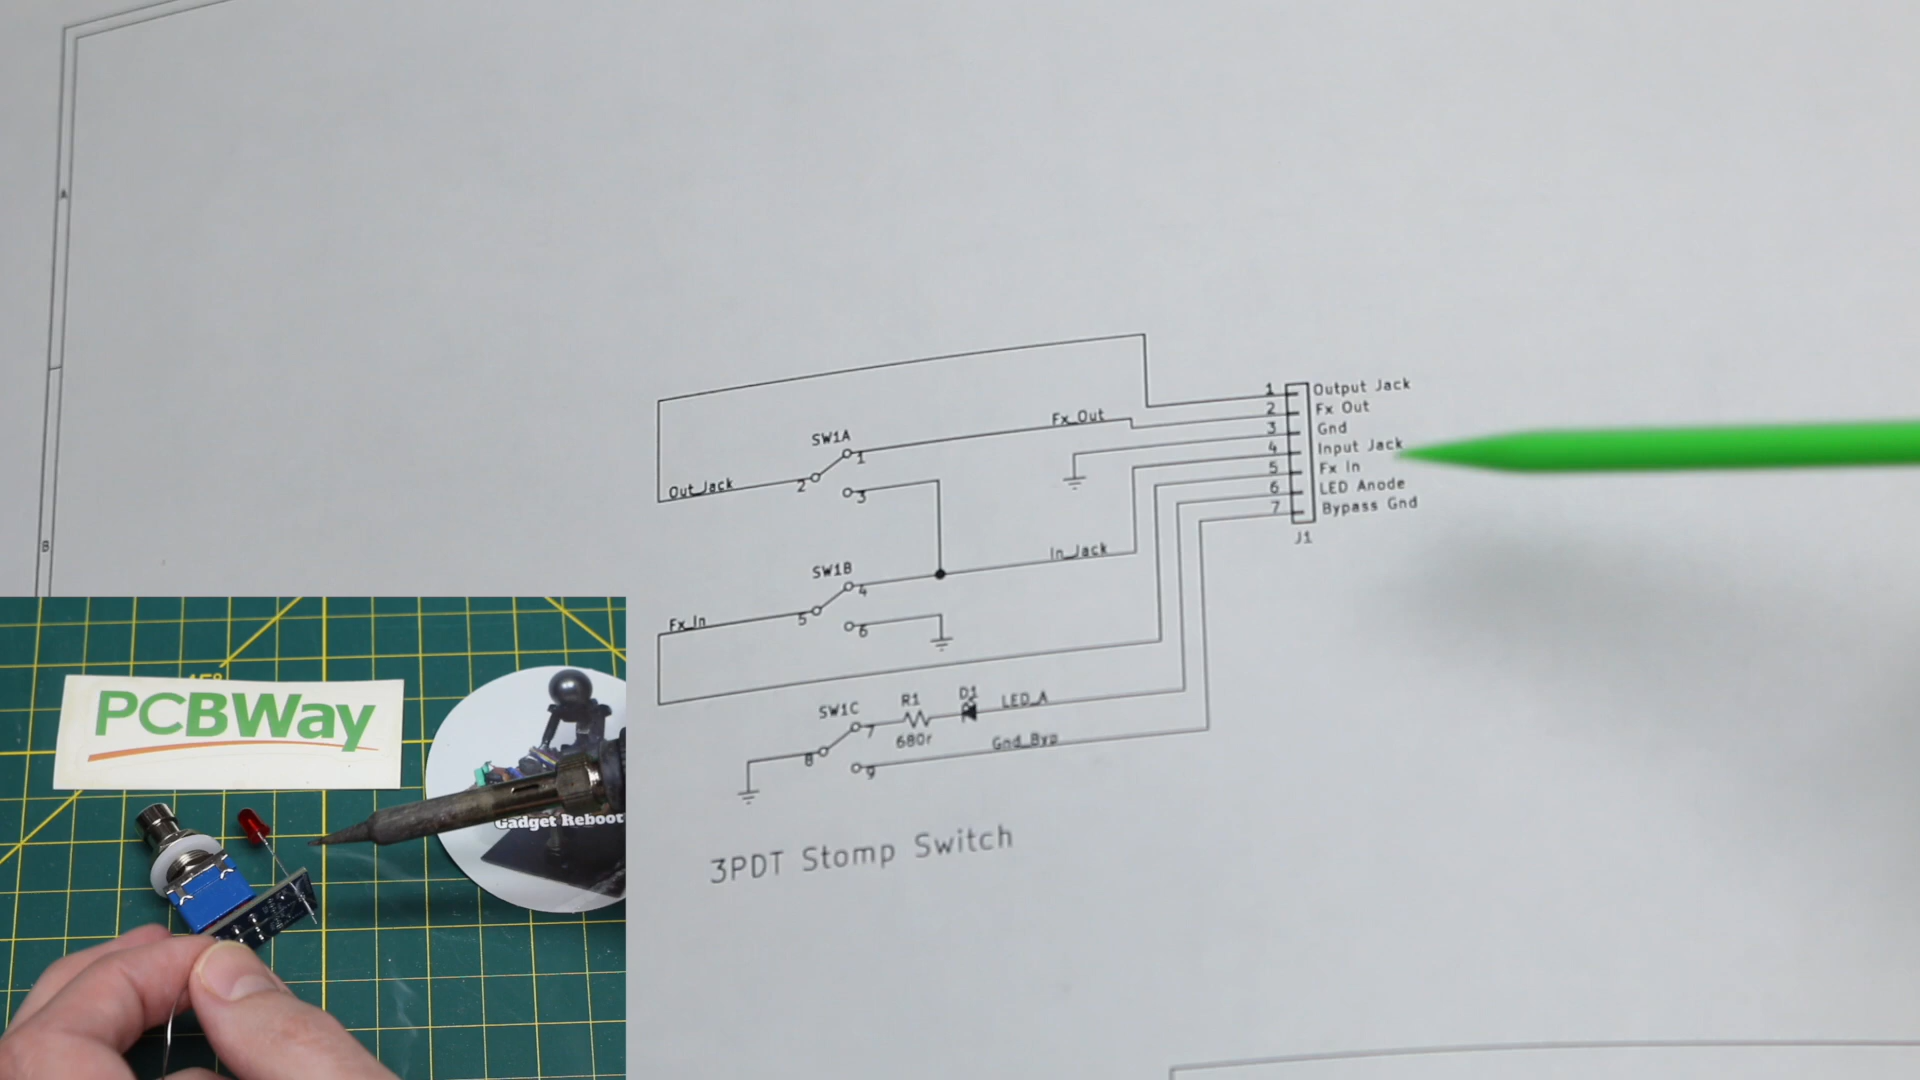 A
B
1 Output Jack
2 Fx Out
3 Gnd
4 Input Jack
5 Fx In
6 LED Anode
7 Bypass Gnd
J1
Fx_Out
SW1A
1
Out_Jack 2
3
In_Jack
SW1B
4
Fx_In 5
6
SW1C
R1 D1 LED_A
7
680r
8
9
Gnd_Byp
3PDT Stomp Switch
PCBWay
Gadget Reboot